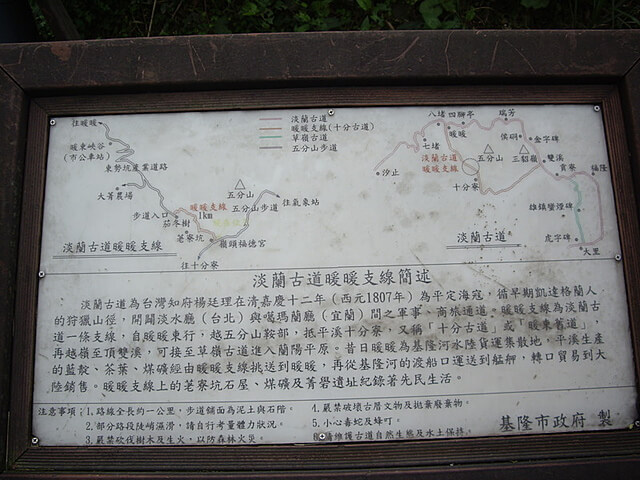 往暖暖
暖東峽谷
(市公車站)
東勢坑產業道路
大菁農場
步道入口
茄苳樹
暖暖支線
1km
荖寮坑
往十分寮
嶺頭福德宮
五分山
五分山步道
往氣象站
淡蘭古道暖暖支線
淡蘭古道
暖暖支線(十分古道)
草嶺古道
五分山步道
八堵
四腳亭
瑞芳
暖暖
七堵
侯硐
金字碑
汐止
淡蘭古道
暖暖支線
五分山
三貂嶺
雙溪
貢寮
福隆
十分寮
雄鎮蠻煙碑
虎字碑
大里
淡蘭古道
淡蘭古道暖暖支線簡述
淡蘭古道為台灣知府楊廷理在清嘉慶十二年（西元1807年）為平定海寇，循早期凱達格蘭人
的狩獵山徑，開闢淡水廳（台北）與噶瑪蘭廳（宜蘭）間之軍事、商旅通道。暖暖支線為淡蘭古
道一條支線，自暖暖東行，越五分山鞍部，抵平溪十分寮，又稱「十分古道」或「暖東舊道」，
再越嶺至頂雙溪，可接至草嶺古道進入蘭陽平原。昔日暖暖為基隆河水陸貨運集散地，平溪生產
的藍靛、茶葉、煤礦經由暖暖支線挑送到暖暖，再從基隆河的渡船口運送到艋舺，轉口貿易到大
陸銷售。暖暖支線上的荖寮坑石屋、煤礦及菁礐遺址紀錄著先民生活。
注意事項：1.路線全長約一公里，步道鋪面為泥土與石階。
2.部分路段陡峭濕滑，請自行考量體力狀況。
3.嚴禁砍伐樹木及生火，以防森林火災。
4.嚴禁破壞古厝文物及拋棄廢棄物。
5.小心毒蛇及蜂叮。
維護古道自然生態及水土保持。
基隆市政府 製